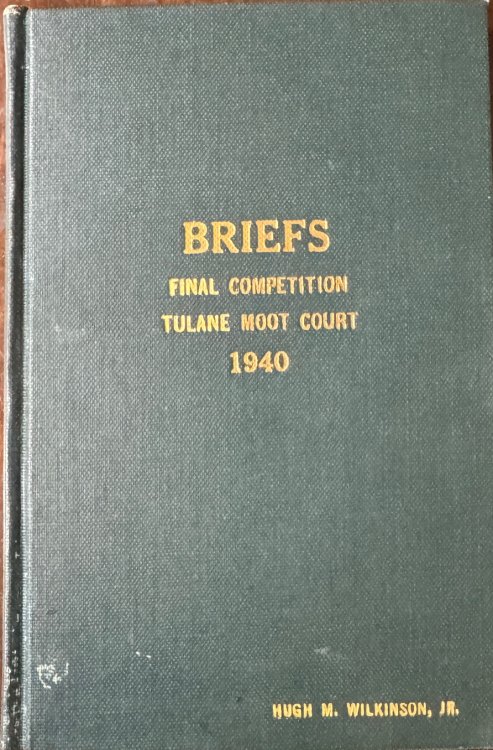 BRIEFS
FINAL COMPETITION
TULANE MOOT COURT
1940
HUGH M. WILKINSON, JR.